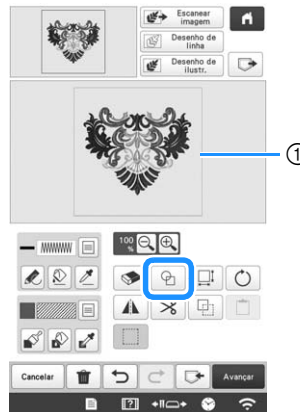 Escanear
imagem
Desenho de
linha
Desenho de
ilustr.
①
100
%
Cancelar
Avançar